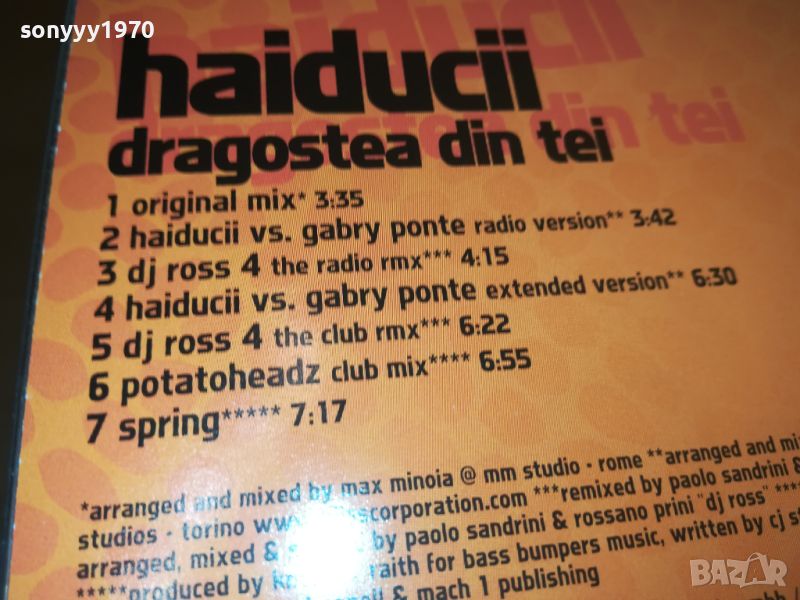 sonyyy1970
haiducii
dragostea din tei
haiducii
dragostea din tei
1 original mix* 3:35
2 haiducii vs. gabry ponte radio version** 3:42
3 dj ross 4 the radio rmx*** 4:15
4 haiducii vs. gabry ponte extended version** 6:30
5 dj ross 4 the club rmx*** 6:22
6 potatoheadz club mix**** 6:55
7 spring***** 7:17
*arranged and mixed by max minoia @ mm studio - rome **arranged and
studios - torino ***remixed by paolo sandrini &
arranged, mixed & by paolo sandrini & rossano prini "dj ross" ****
*****produced by for bass bumpers music, written by cj
& mach 1 publishing
BAZAR